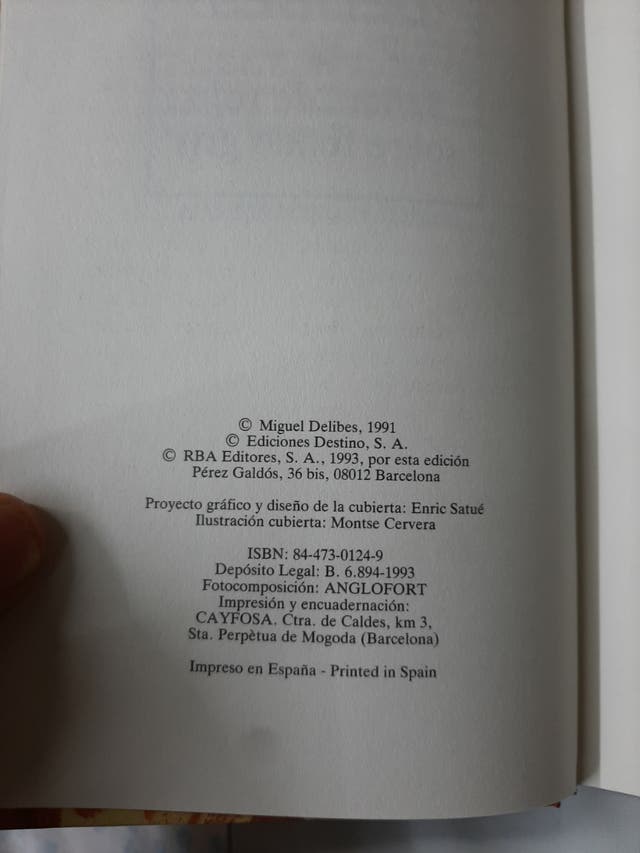 © Miguel Delibes, 1991
© Ediciones Destino, S. A.
© RBA Editores, S. A., 1993, por esta edición
Pérez Galdós, 36 bis, 08012 Barcelona
Proyecto gráfico y diseño de la cubierta: Enric Satué
Ilustración cubierta: Montse Cervera
ISBN: 84-473-0124-9
Depósito Legal: B. 6.894-1993
Fotocomposición: ANGLOFORT
Impresión y encuadernación:
CAYFOSA. Ctra. de Caldes, km 3,
Sta. Perpètua de Mogoda (Barcelona)
Impreso en España - Printed in Spain